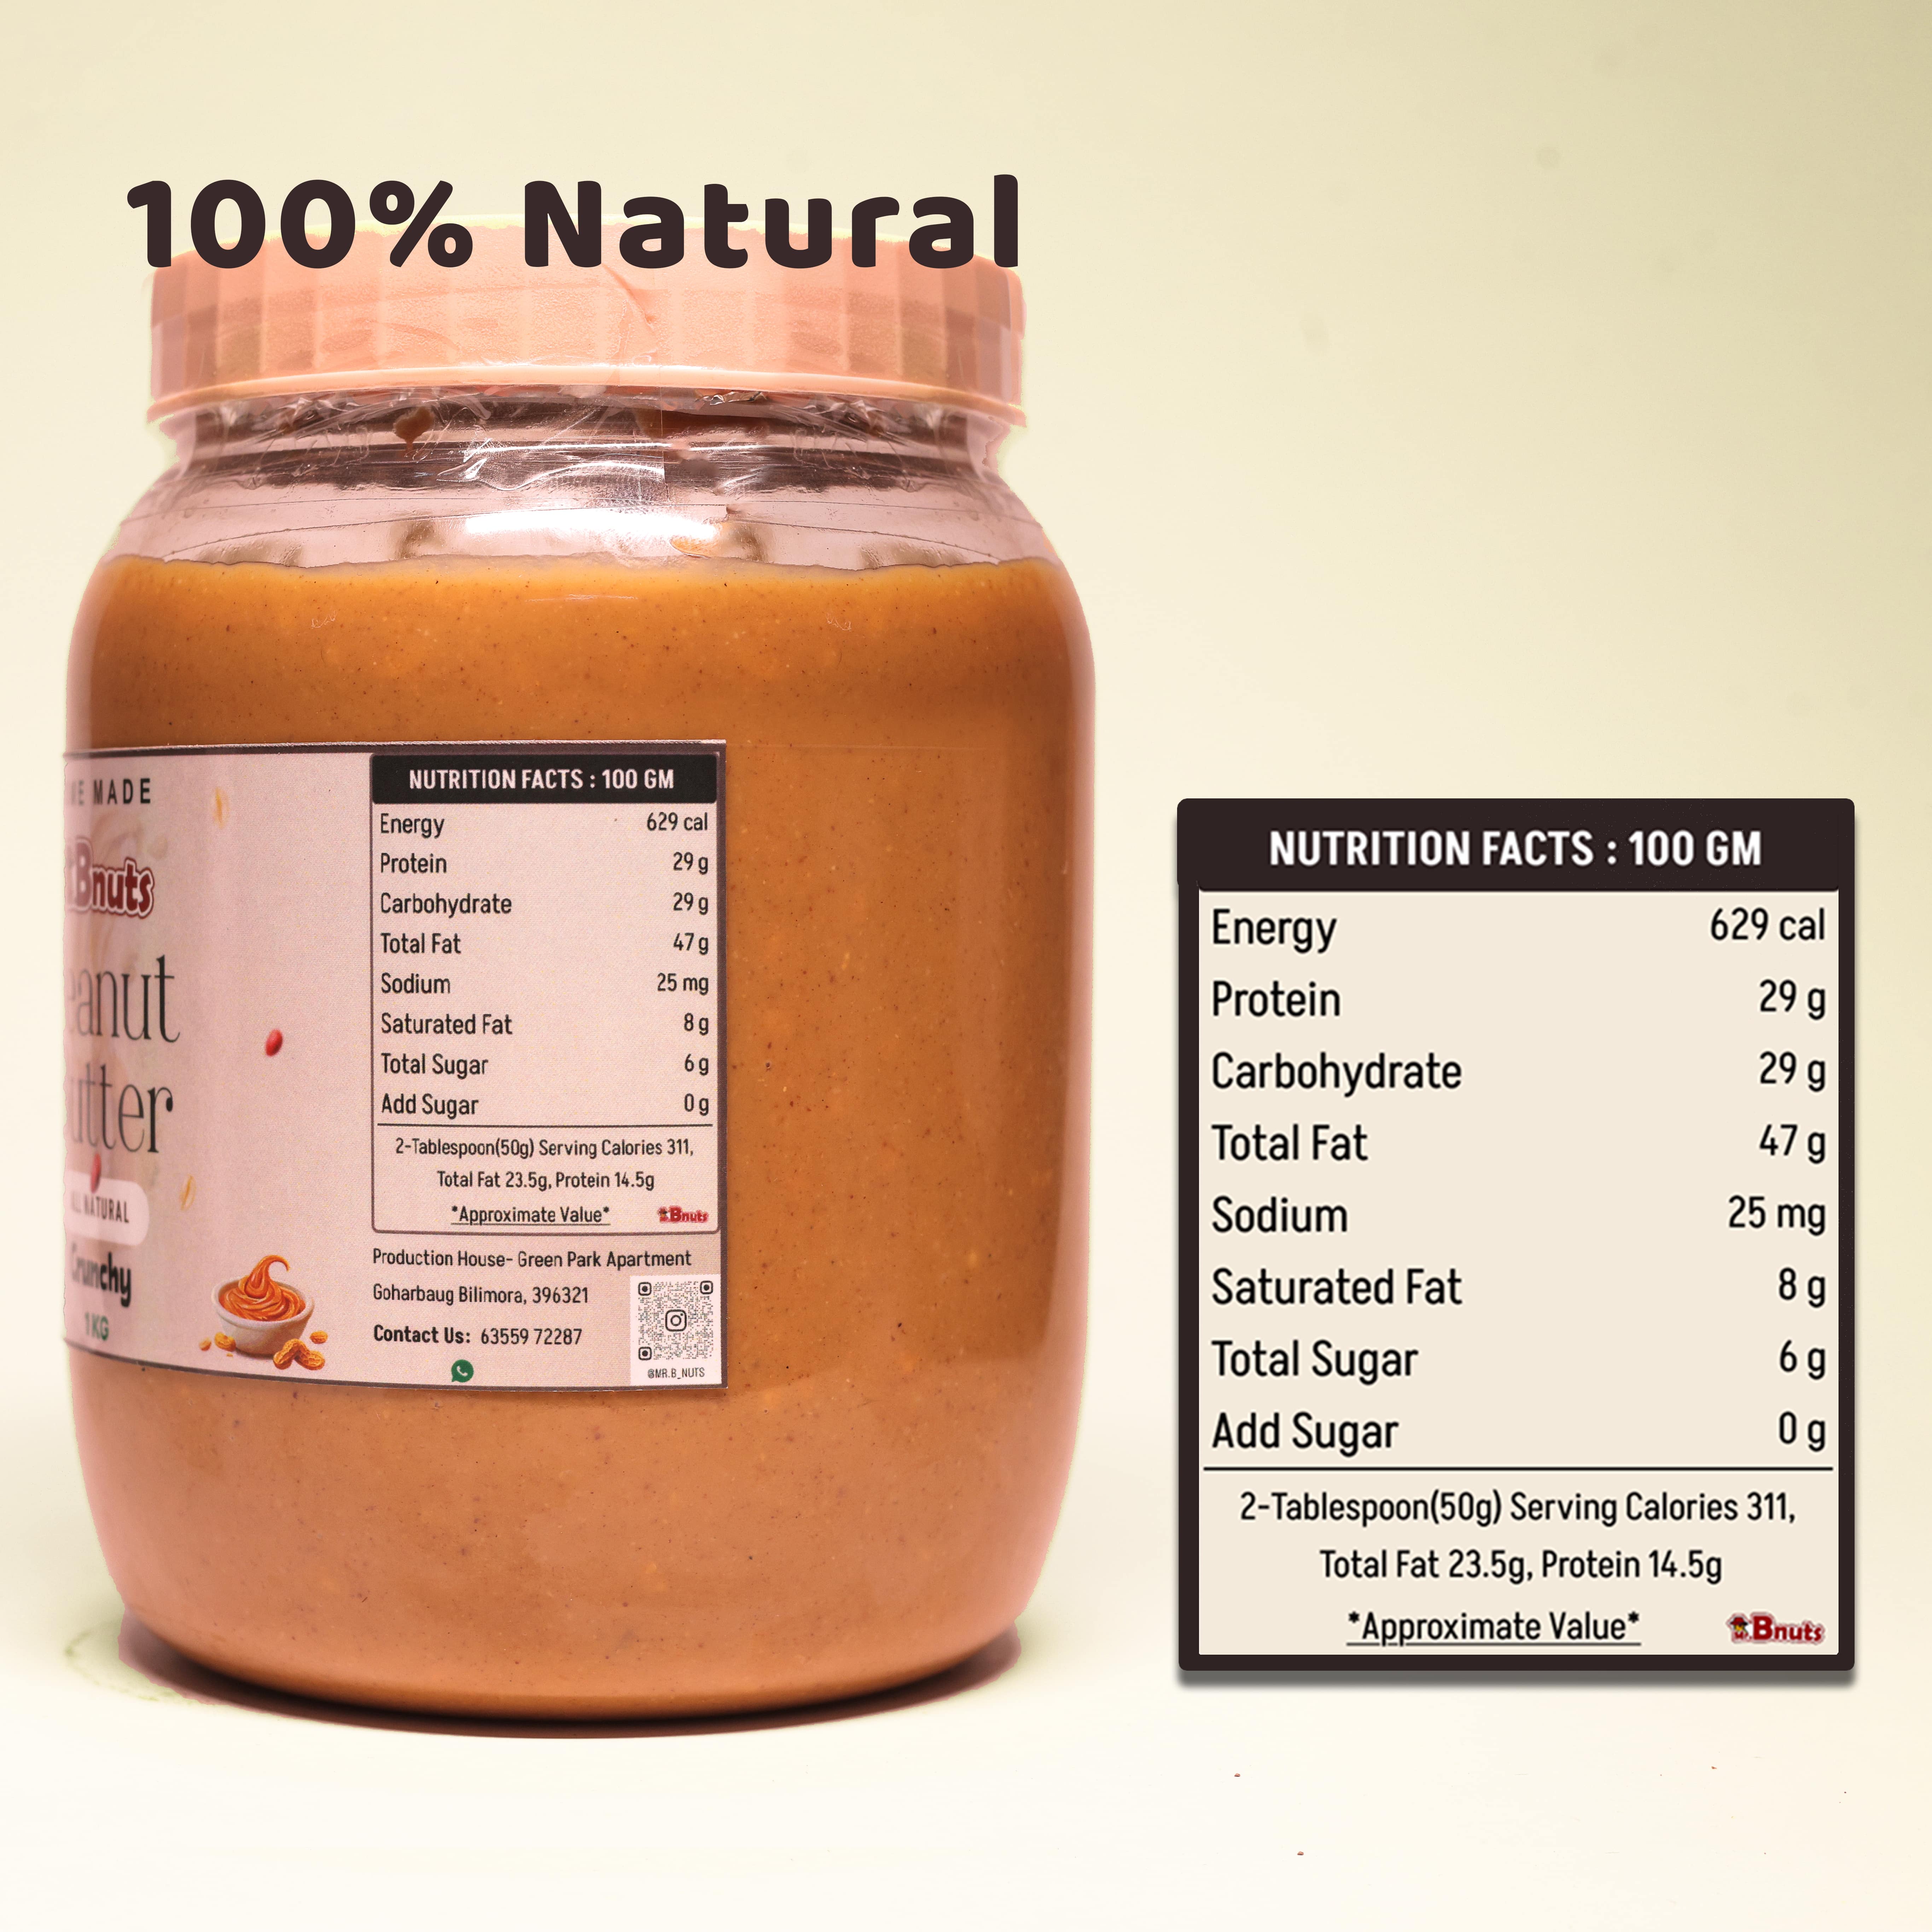 100% Natural
MADE
Bnuts
NATURAL
Crunchy
1 KG
NUTRITION FACTS : 100 GM
Energy 629 cal
Protein 29 g
Carbohydrate 29 g
Total Fat 47 g
Sodium 25 mg
Saturated Fat 8 g
Total Sugar 6 g
Add Sugar 0 g
2-Tablespoon(50g) Serving Calories 311,
Total Fat 23.5g, Protein 14.5g
*Approximate Value*
Bnuts
Production House- Green Park Apartment
Goharbaug Bilimora, 396321
Contact Us: 63559 72287
@MR.B_NUTS
NUTRITION FACTS : 100 GM
Energy 629 cal
Protein 29 g
Carbohydrate 29 g
Total Fat 47 g
Sodium 25 mg
Saturated Fat 8 g
Total Sugar 6 g
Add Sugar 0 g
2-Tablespoon(50g) Serving Calories 311,
Total Fat 23.5g, Protein 14.5g
*Approximate Value*
Mr.Bnuts